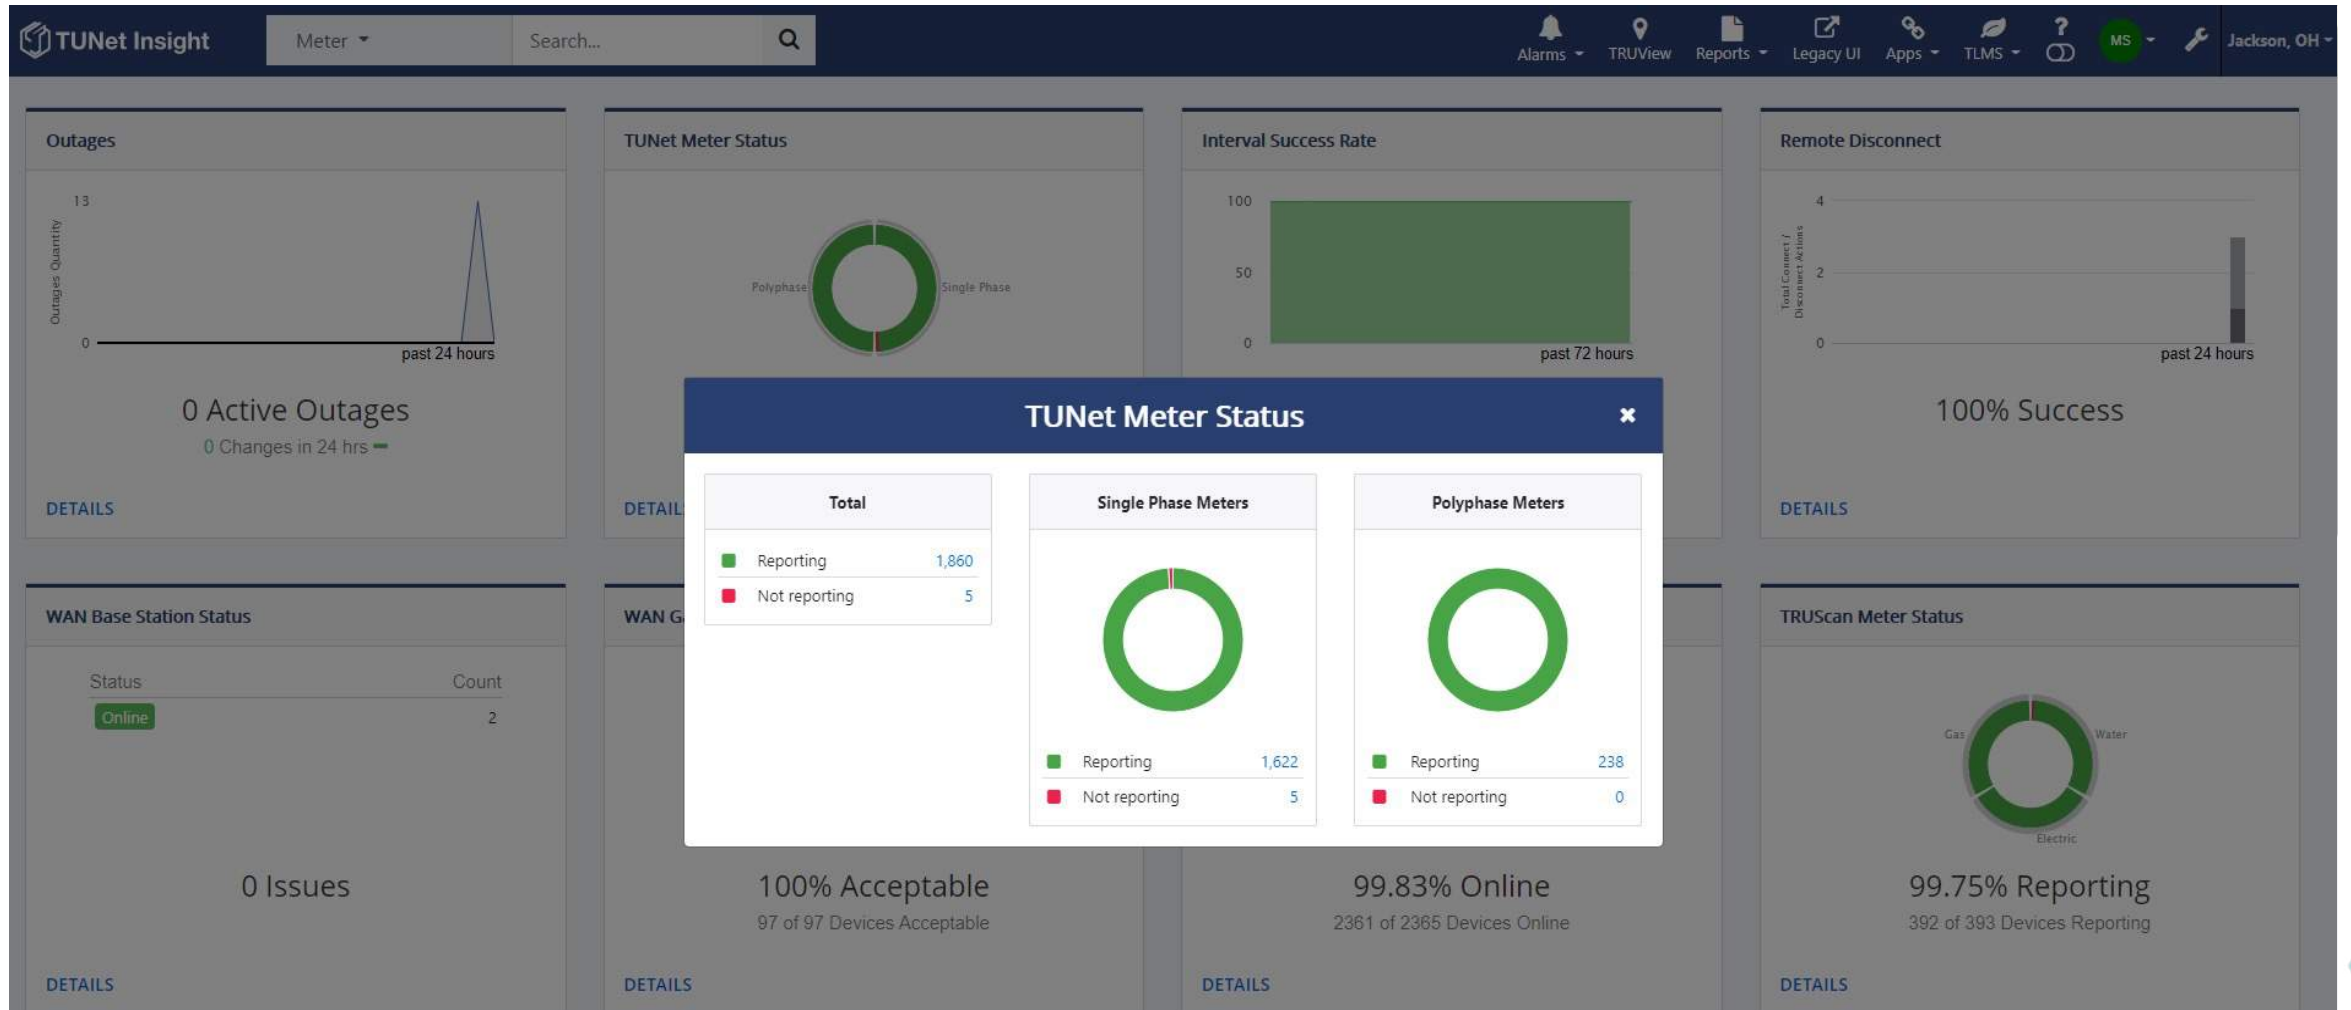 TUNet Insight
Meter
Search...
Alarms
TRUView
Reports
Legacy UI
Apps
TLMS
?
MS
Jackson, OH
Outages
13
Outages Quantity
0
past 24 hours
0 Active Outages
0 Changes in 24 hrs
DETAILS
TUNet Meter Status
Polyphase
Single Phase
DETAIL
Interval Success Rate
100
50
0
past 72 hours
Remote Disconnect
4
Total Connect /
Disconnect Actions
2
0
past 24 hours
100% Success
DETAILS
TUNet Meter Status
Total
Reporting 1,860
Not reporting 5
Single Phase Meters
Reporting 1,622
Not reporting 5
Polyphase Meters
Reporting 238
Not reporting 0
WAN Base Station Status
Status Count
Online 2
0 Issues
DETAILS
WAN G
100% Acceptable
97 of 97 Devices Acceptable
DETAILS
99.83% Online
2361 of 2365 Devices Online
DETAILS
TRUScan Meter Status
Gas
Water
Electric
99.75% Reporting
392 of 393 Devices Reporting
DETAILS